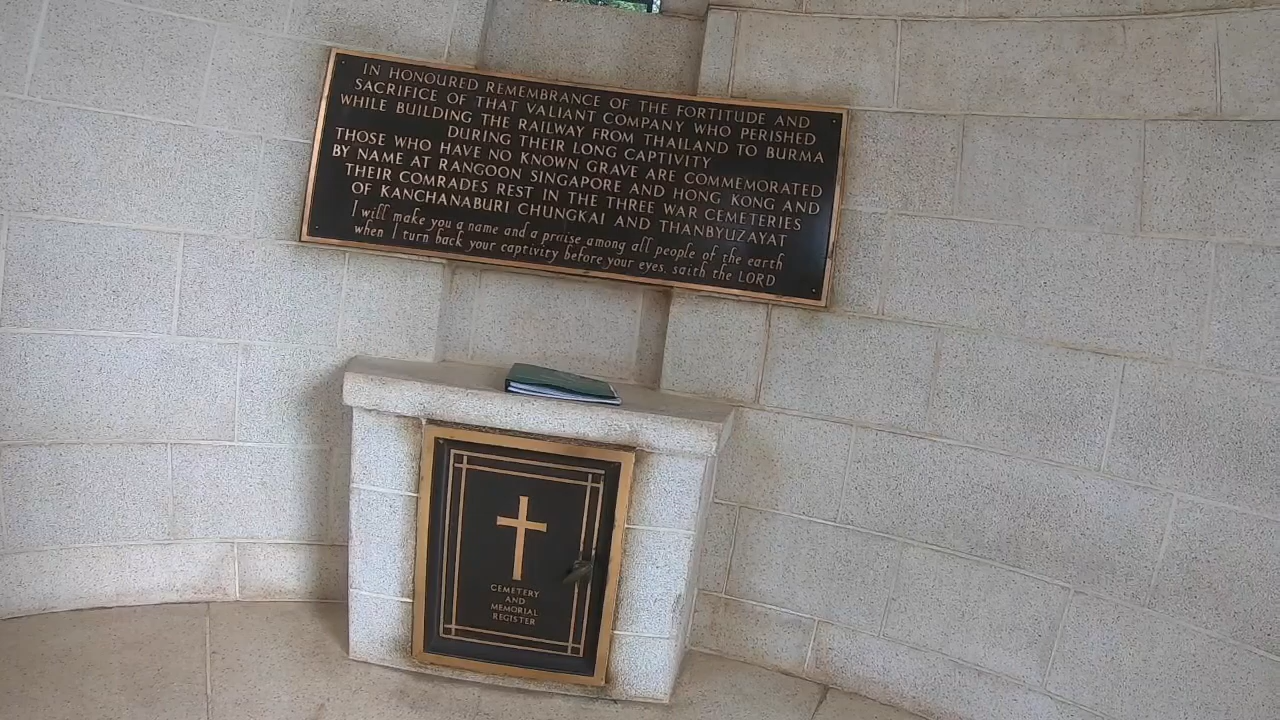 IN HONOURED REMEMBRANCE OF THE FORTITUDE AND
SACRIFICE OF THAT VALIANT COMPANY WHO PERISHED
WHILE BUILDING THE RAILWAY FROM THAILAND TO BURMA
DURING THEIR LONG CAPTIVITY
THOSE WHO HAVE NO KNOWN GRAVE ARE COMMEMORATED
BY NAME AT RANGOON SINGAPORE AND HONG KONG AND
THEIR COMRADES REST IN THE THREE WAR CEMETERIES
OF KANCHANABURI CHUNGKAI AND THANBYUZAYAT
I will make you a name and a praise among all people of the earth
when I turn back your captivity before your eyes, saith the LORD
CEMETERY
AND
MEMORIAL
REGISTER